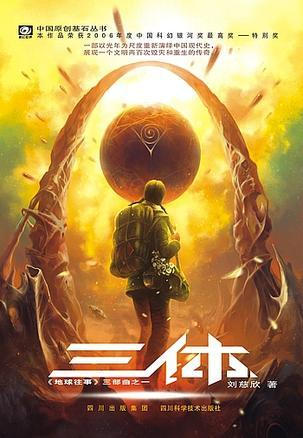 中国原创基石丛书
本作品荣获2006年度中国科幻银河奖最高奖——特别奖
一部以光年为尺度重新演绎中国现代史，
展现一个文明两百次毁灭和重生的传奇
三体
《地球往事》三部曲之一
刘慈欣 著
四川出版集团 四川科学技术出版社